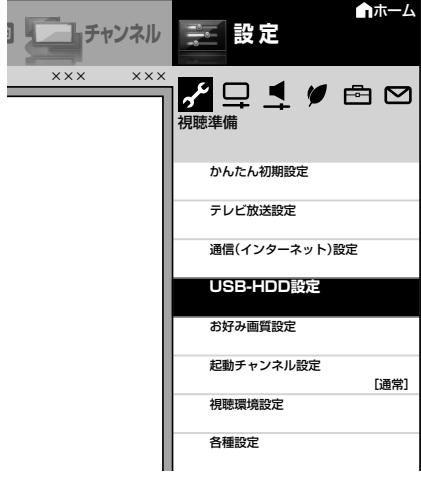 チャンネル
設定
ホーム
××× ×××
視聴準備
かんたん初期設定
テレビ放送設定
通信(インターネット)設定
USB-HDD設定
お好み画質設定
起動チャンネル設定
[通常]
視聴環境設定
各種設定